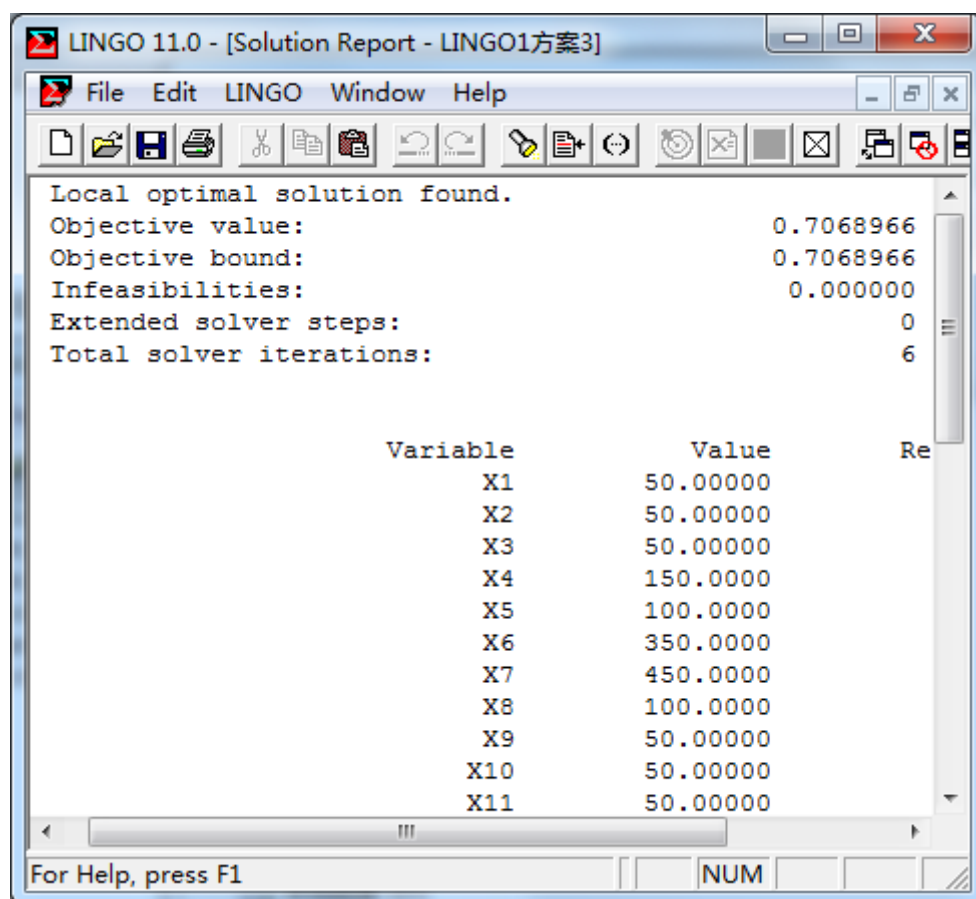 LINGO 11.0 - [Solution Report - LINGO1方案3]
File Edit LINGO Window Help
Local optimal solution found.
Objective value: 0.7068966
Objective bound: 0.7068966
Infeasibilities: 0.000000
Extended solver steps: 0
Total solver iterations: 6
Variable Value Re
X1 50.00000
X2 50.00000
X3 50.00000
X4 150.0000
X5 100.0000
X6 350.0000
X7 450.0000
X8 100.0000
X9 50.00000
X10 50.00000
X11 50.00000
For Help, press F1 NUM